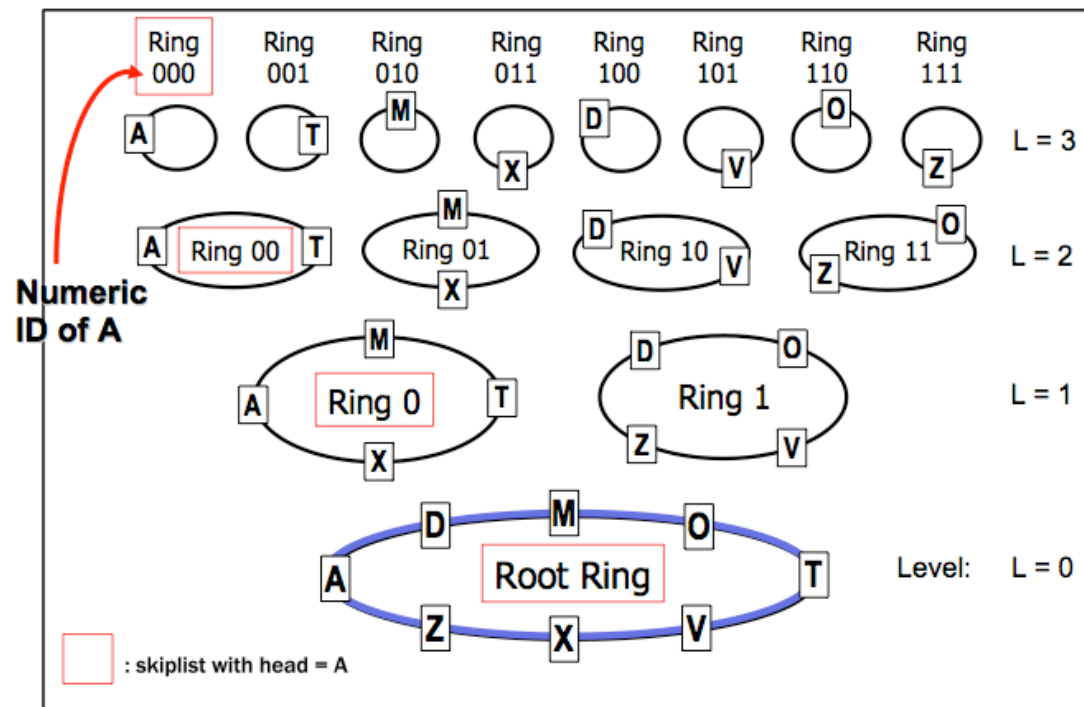 Ring Ring Ring Ring Ring Ring Ring Ring
000 001 010 011 100 101 110 111
A T M X D V O Z L = 3
A Ring 00 T M Ring 01 X D Ring 10 V O Ring 11 Z L = 2
Numeric
ID of A
M
A Ring 0 T
X
D O
Ring 1
Z V
L = 1
D M O
A Root Ring T
Z X V
Level: L = 0
: skiplist with head = A